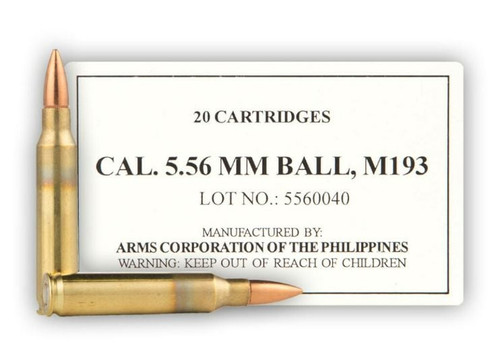 20 CARTRIDGES
CAL. 5.56 MM BALL, M193
LOT NO.: 5560040
MANUFACTURED BY:
ARMS CORPORATION OF THE PHILIPPINES
WARNING: KEEP OUT OF REACH OF CHILDREN